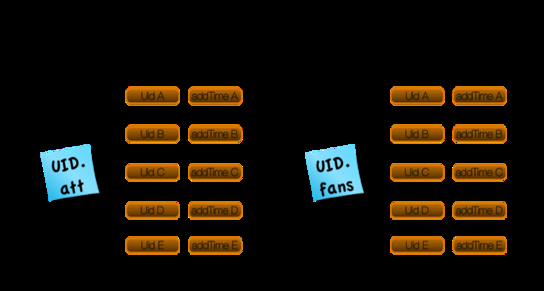 Uid A addTime A Uid A addTime A
Uid B addTime B Uid B addTime B
UID. Uid C addTime C UID. Uid C addTime C
att fans
Uid D addTime D Uid D addTime D
Uid E addTime E Uid E addTime E